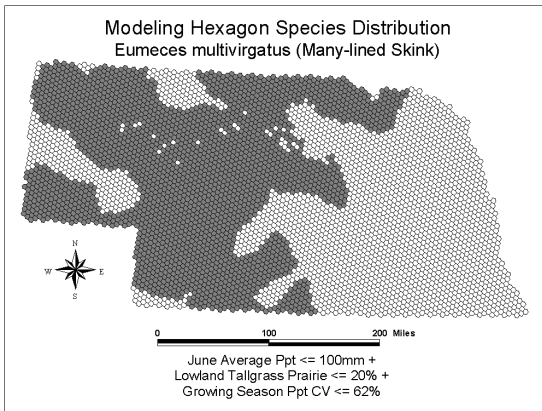 Modeling Hexagon Species Distribution
Eumeces multivirgatus (Many-lined Skink)
N
W E
S
0 100 200 Miles
June Average Ppt <= 100mm +
Lowland Tallgrass Prairie <= 20% +
Growing Season Ppt CV <= 62%